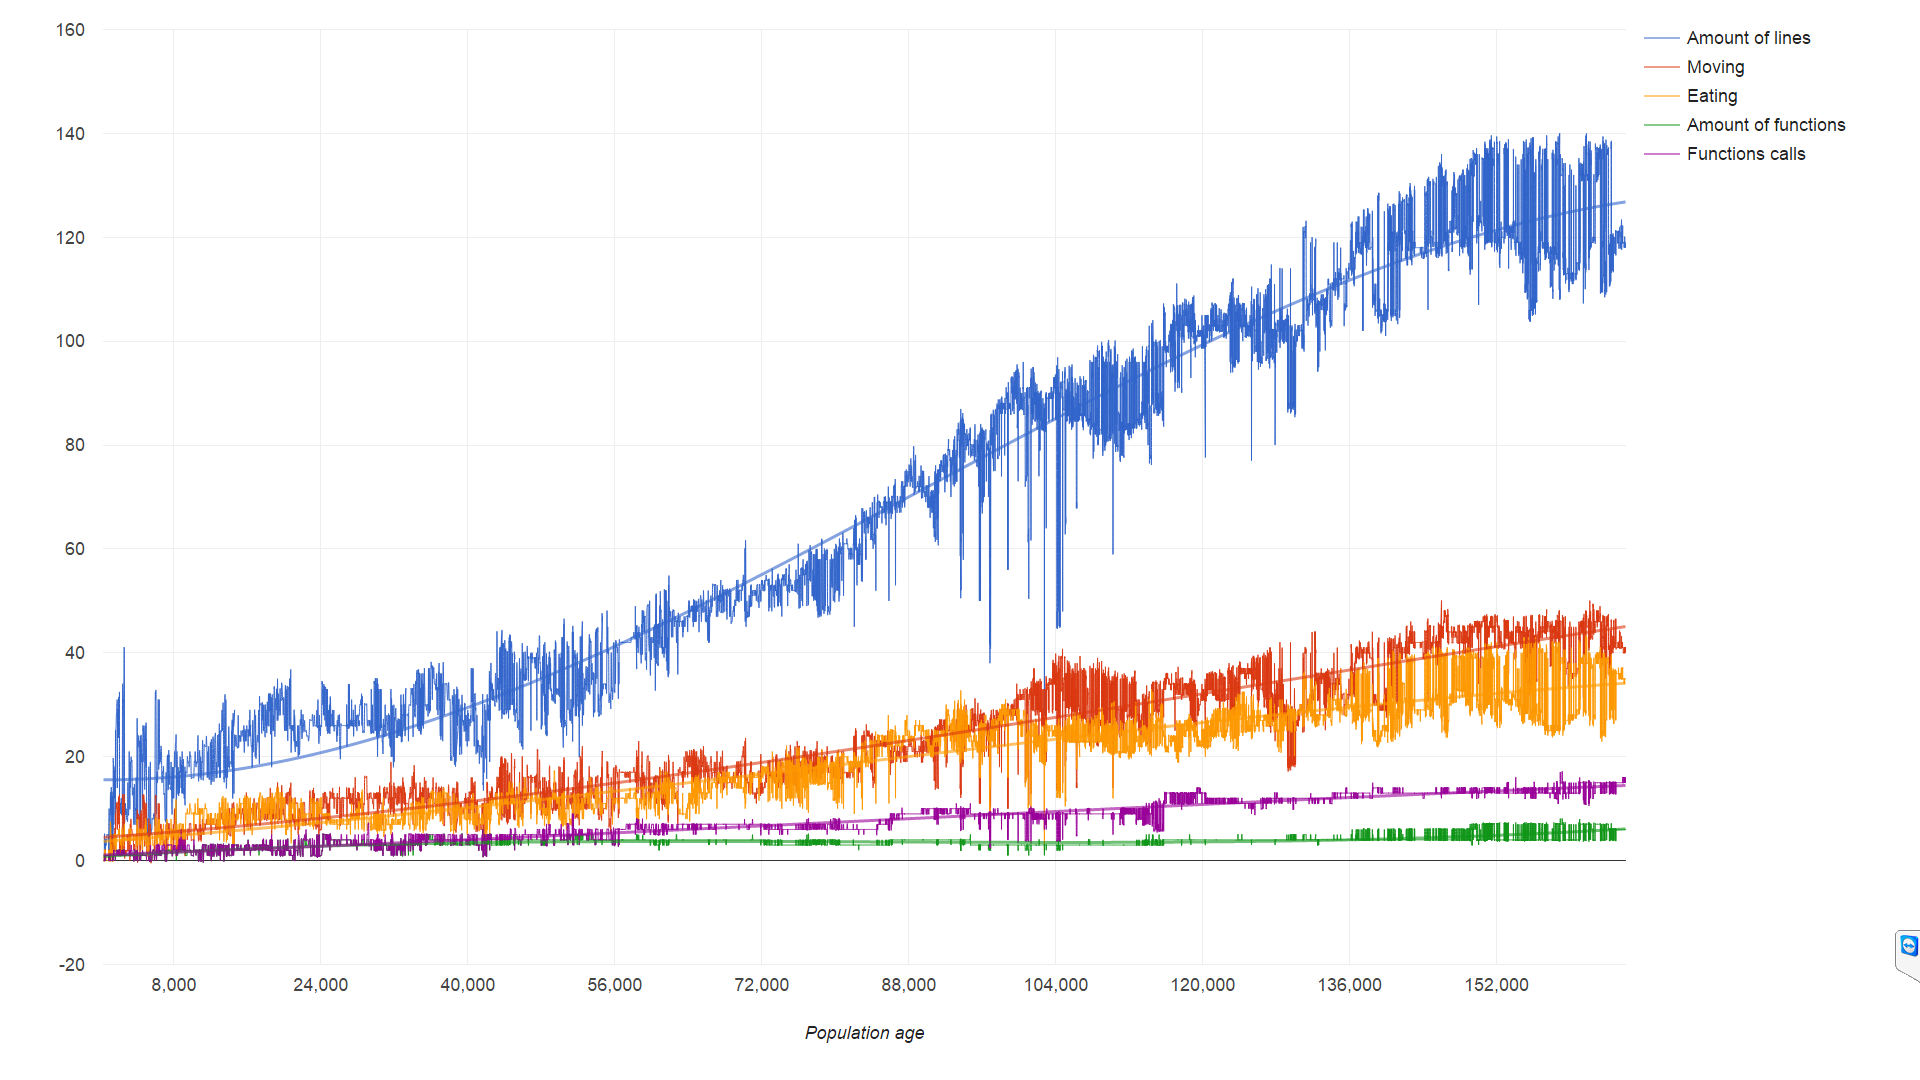 160
140
120
100
80
60
40
20
0
-20
8,000 24,000 40,000 56,000 72,000 88,000 104,000 120,000 136,000 152,000
Population age
Amount of lines
Moving
Eating
Amount of functions
Functions calls